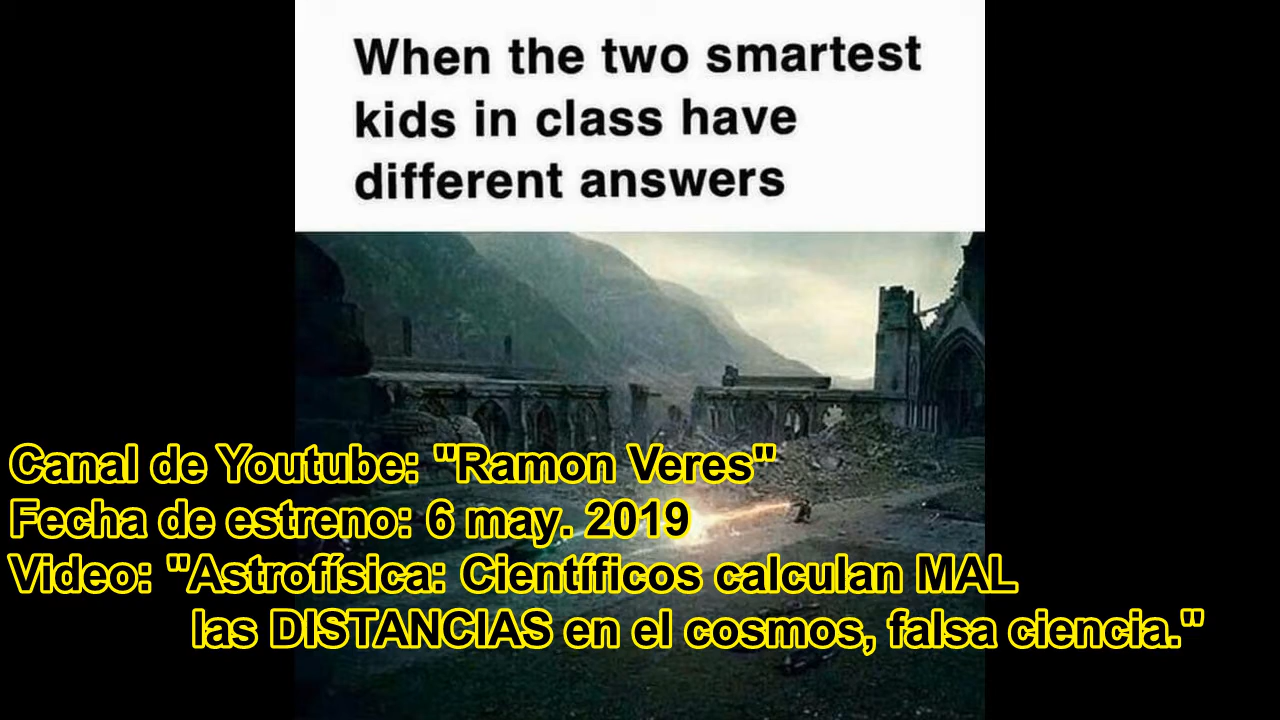 When the two smartest
kids in class have
different answers
Canal de Youtube: "Ramon Veres"
Fecha de estreno: 6 may. 2019
Video: "Astrofísica: Científicos calculan MAL
las DISTANCIAS en el cosmos, falsa ciencia."